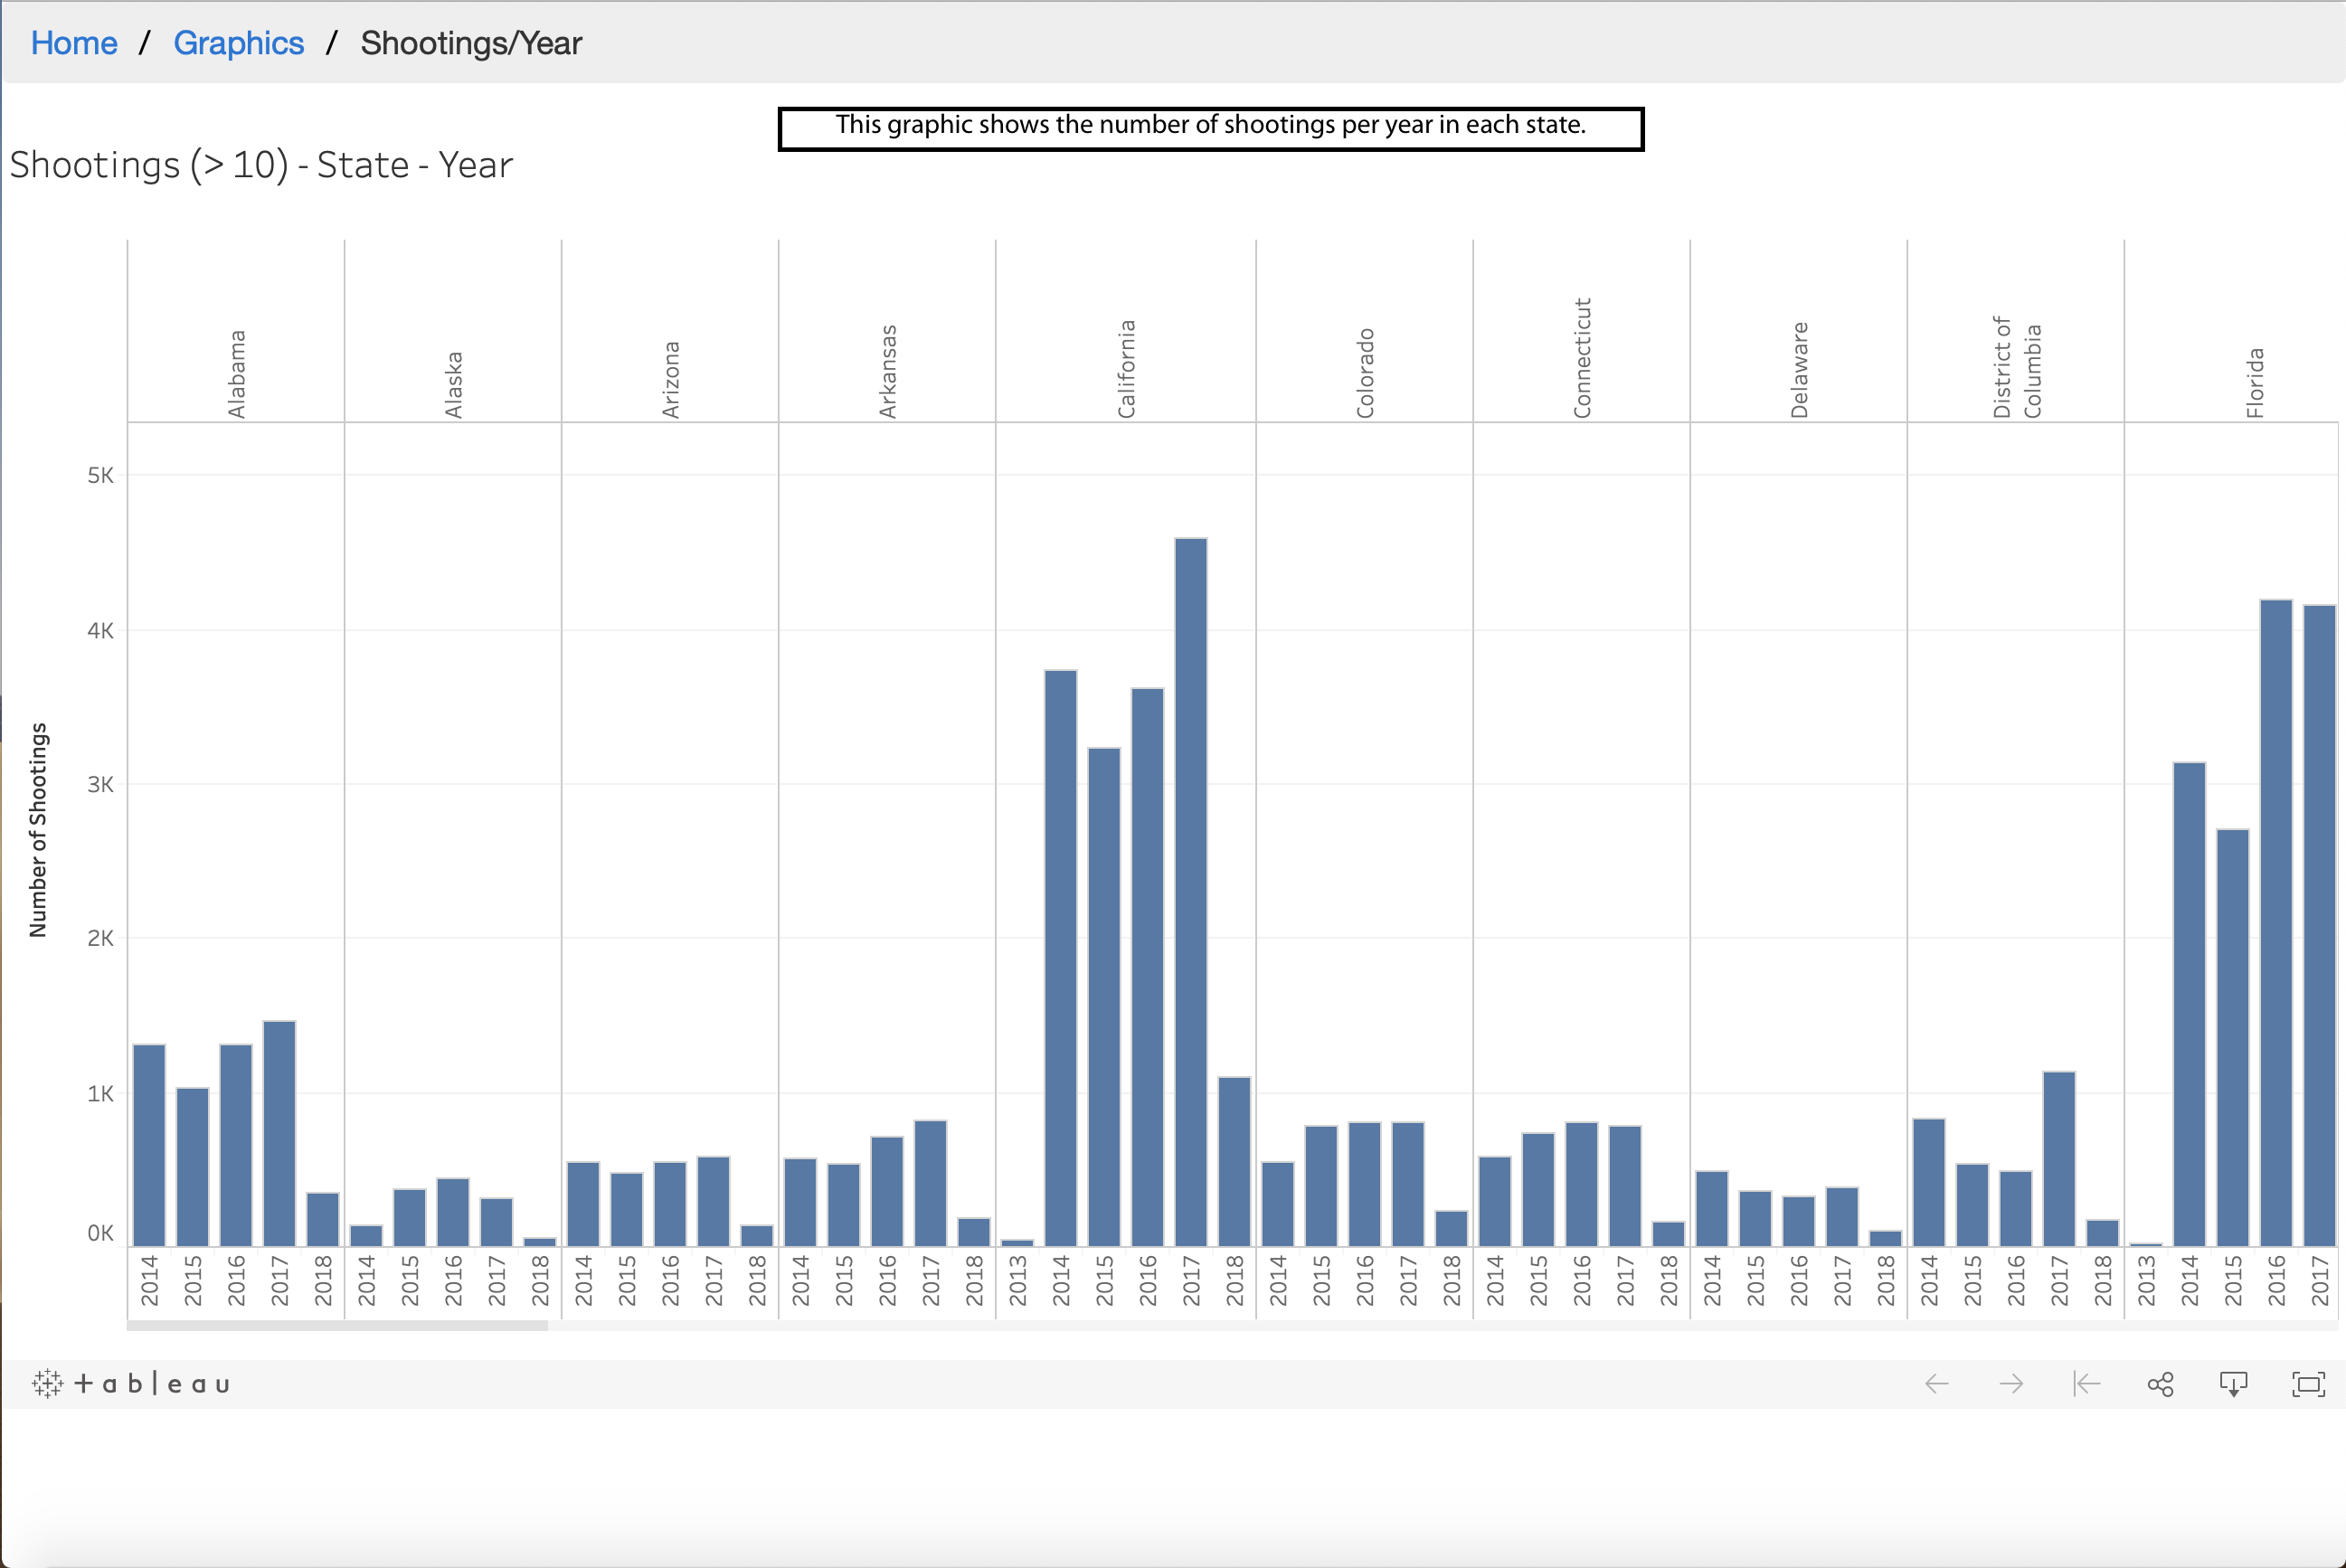 Home / Graphics / Shootings/Year
This graphic shows the number of shootings per year in each state.
Shootings (> 10) - State - Year
Alabama
Alaska
Arizona
Arkansas
California
Colorado
Connecticut
Delaware
District of
Columbia
Florida
Number of Shootings
5K
4K
3K
2K
1K
0K
2014 2015 2016 2017 2018 2014 2015 2016 2017 2018 2014 2015 2016 2017 2018 2014 2015 2016 2017 2018 2013 2014 2015 2016 2017 2018 2014 2015 2016 2017 2018 2014 2015 2016 2017 2018 2014 2015 2016 2017 2018 2014 2015 2016 2017 2018 2013 2014 2015 2016 2017
+ableau